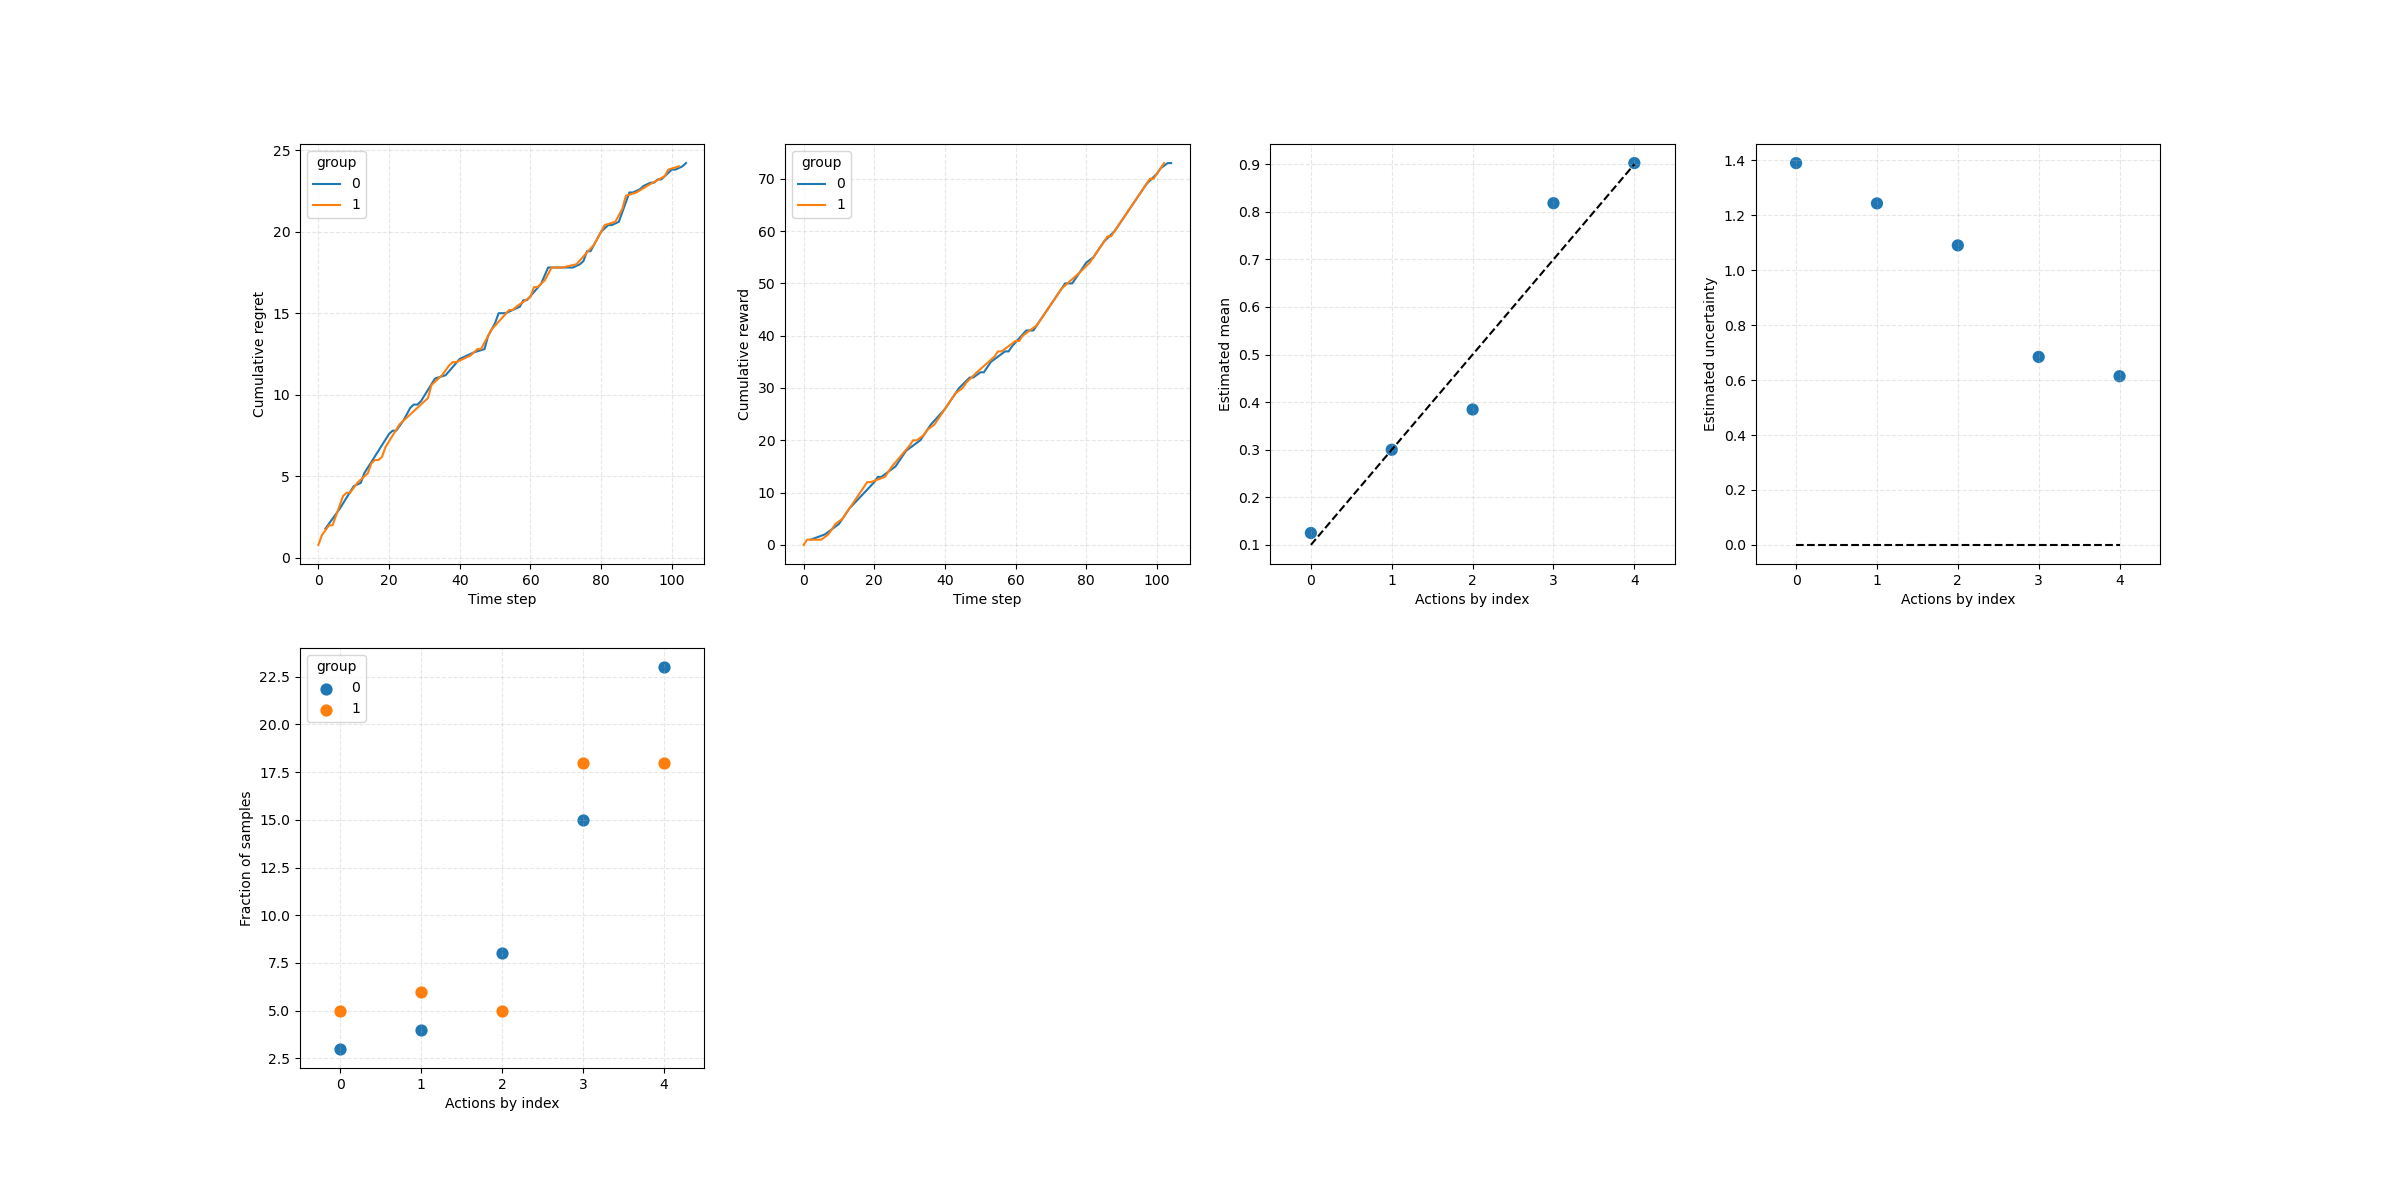 group
0
1
25
20
15
10
5
0
Cumulative regret
0 20 40 60 80 100
Time step
group
0
1
70
60
50
40
30
20
10
0
Cumulative reward
0 20 40 60 80 100
Time step
0.9
0.8
0.7
0.6
0.5
0.4
0.3
0.2
0.1
Estimated mean
0 1 2 3 4
Actions by index
1.4
1.2
1.0
0.8
0.6
0.4
0.2
0.0
Estimated uncertainty
0 1 2 3 4
Actions by index
group
0
1
22.5
20.0
17.5
15.0
12.5
10.0
7.5
5.0
2.5
Fraction of samples
0 1 2 3 4
Actions by index